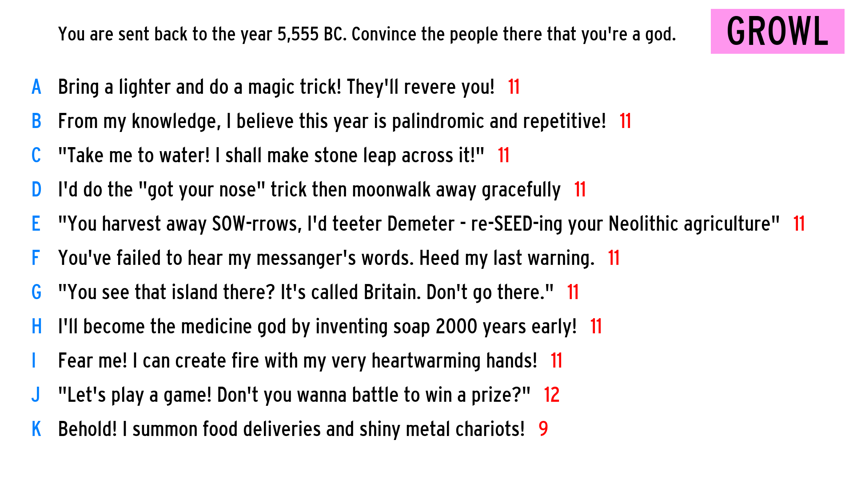 You are sent back to the year 5,555 BC. Convince the people there that you're a god.
GROWL
A Bring a lighter and do a magic trick! They'll revere you! 11
B From my knowledge, I believe this year is palindromic and repetitive! 11
C "Take me to water! I shall make stone leap across it!" 11
D I'd do the "got your nose" trick then moonwalk away gracefully 11
E "You harvest away SOW-rrows, I'd teeter Demeter - re-SEED-ing your Neolithic agriculture" 11
F You've failed to hear my messanger's words. Heed my last warning. 11
G "You see that island there? It's called Britain. Don't go there." 11
H I'll become the medicine god by inventing soap 2000 years early! 11
I Fear me! I can create fire with my very heartwarming hands! 11
J "Let's play a game! Don't you wanna battle to win a prize?" 12
K Behold! I summon food deliveries and shiny metal chariots! 9